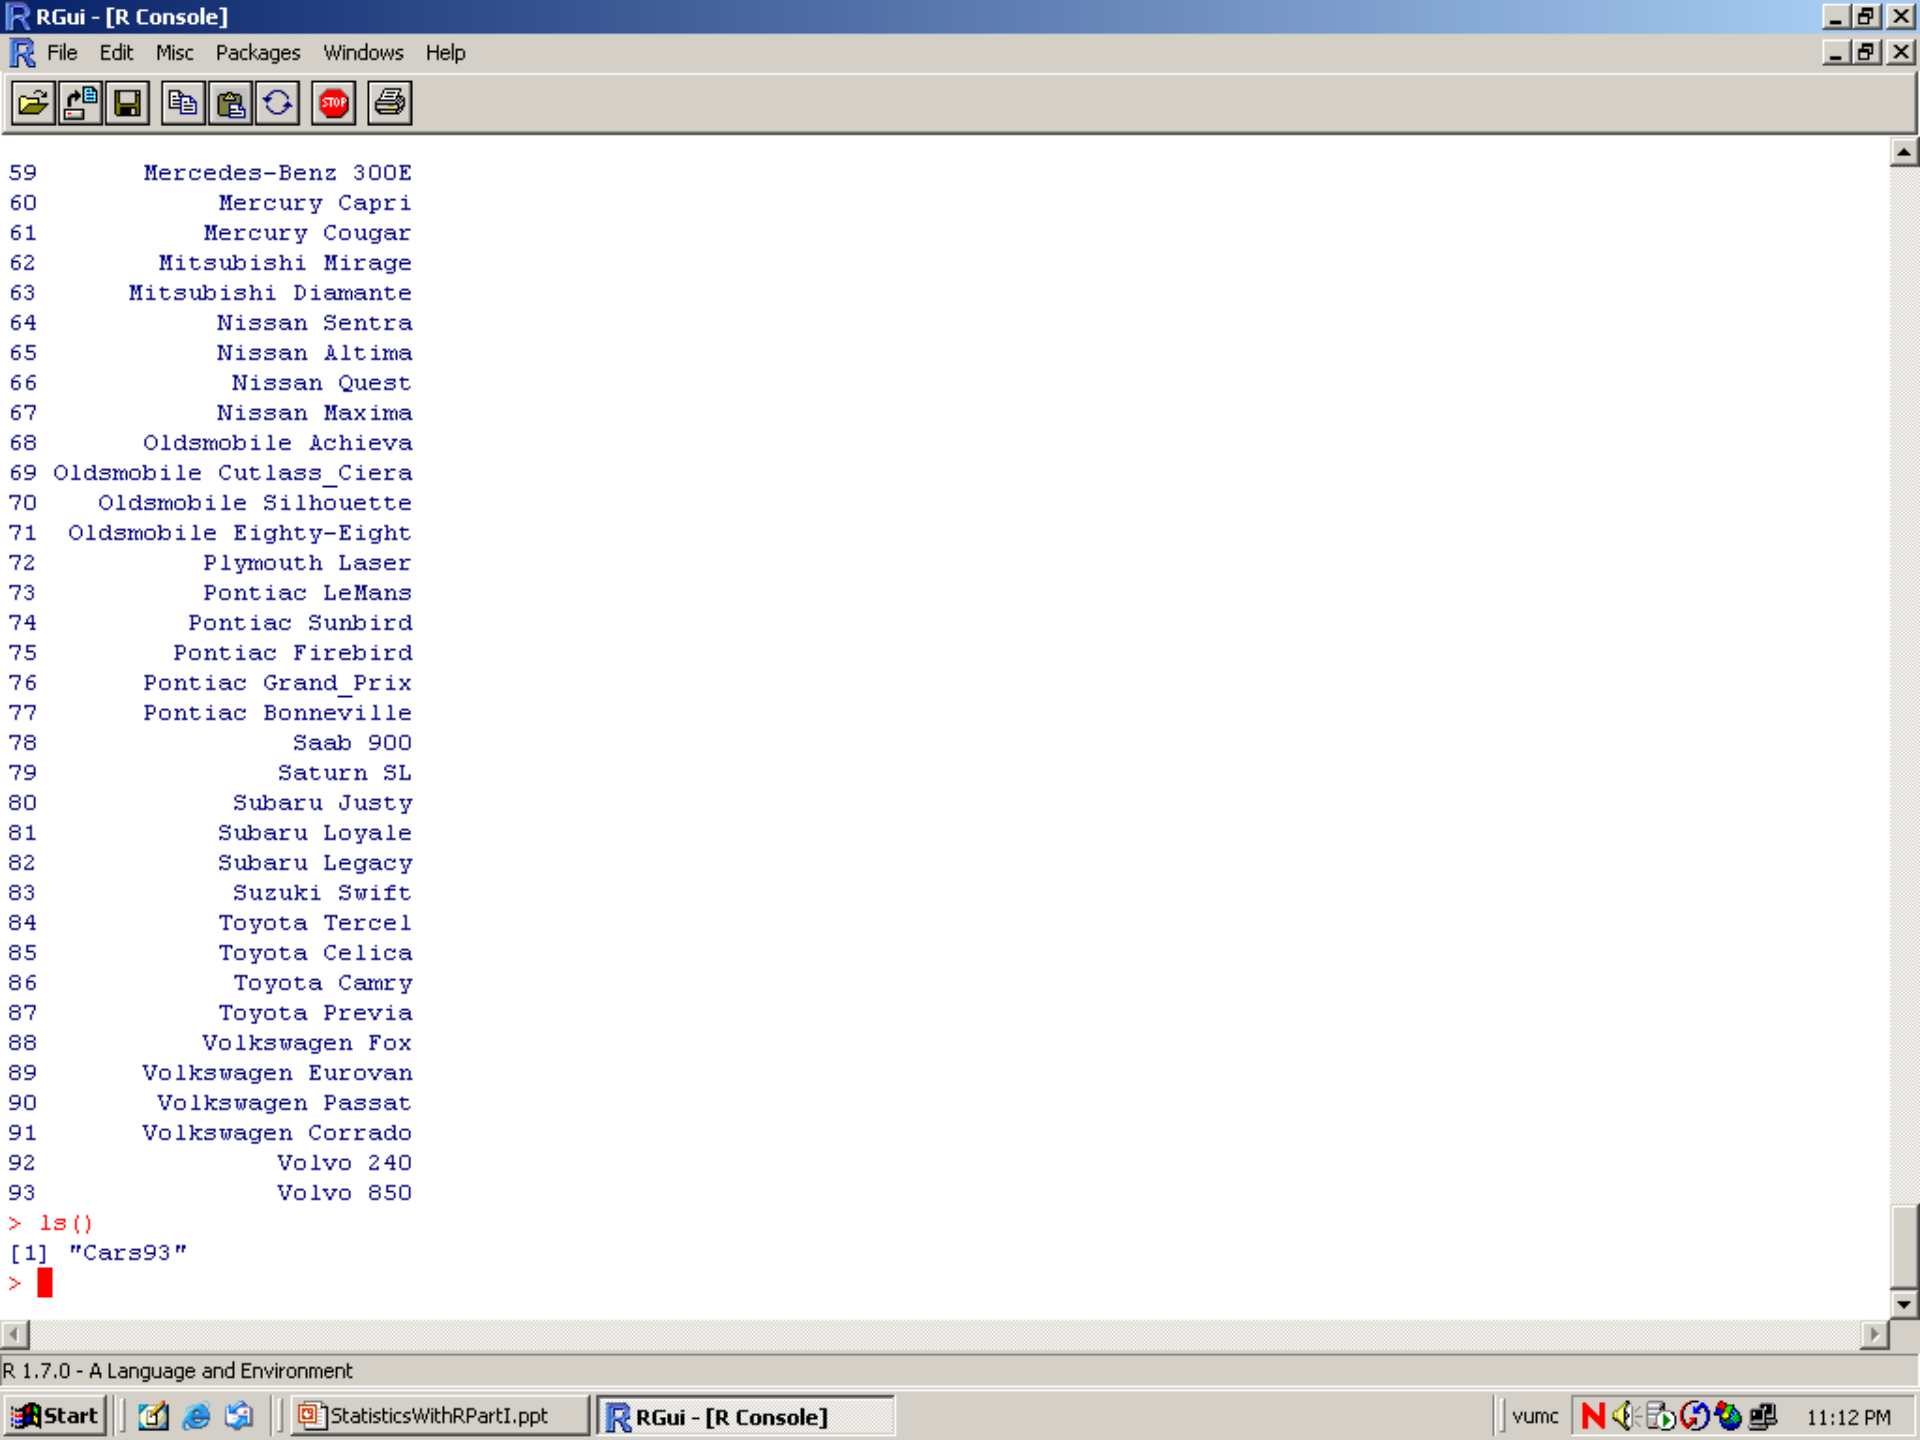 RGui - [R Console]
File Edit Misc Packages Windows Help
STOP
59 Mercedes-Benz 300E
60 Mercury Capri
61 Mercury Cougar
62 Mitsubishi Mirage
63 Mitsubishi Diamante
64 Nissan Sentra
65 Nissan Altima
66 Nissan Quest
67 Nissan Maxima
68 Oldsmobile Achieva
69 Oldsmobile Cutlass_Ciera
70 Oldsmobile Silhouette
71 Oldsmobile Eighty-Eight
72 Plymouth Laser
73 Pontiac LeMans
74 Pontiac Sunbird
75 Pontiac Firebird
76 Pontiac Grand_Prix
77 Pontiac Bonneville
78 Saab 900
79 Saturn SL
80 Subaru Justy
81 Subaru Loyale
82 Subaru Legacy
83 Suzuki Swift
84 Toyota Tercel
85 Toyota Celica
86 Toyota Camry
87 Toyota Previa
88 Volkswagen Fox
89 Volkswagen Eurovan
90 Volkswagen Passat
91 Volkswagen Corrado
92 Volvo 240
93 Volvo 850
> ls()
[1] "Cars93"
>
R 1.7.0 - A Language and Environment
Start StatisticsWithRPartI.ppt RGui - [R Console] vumc N 11:12 PM